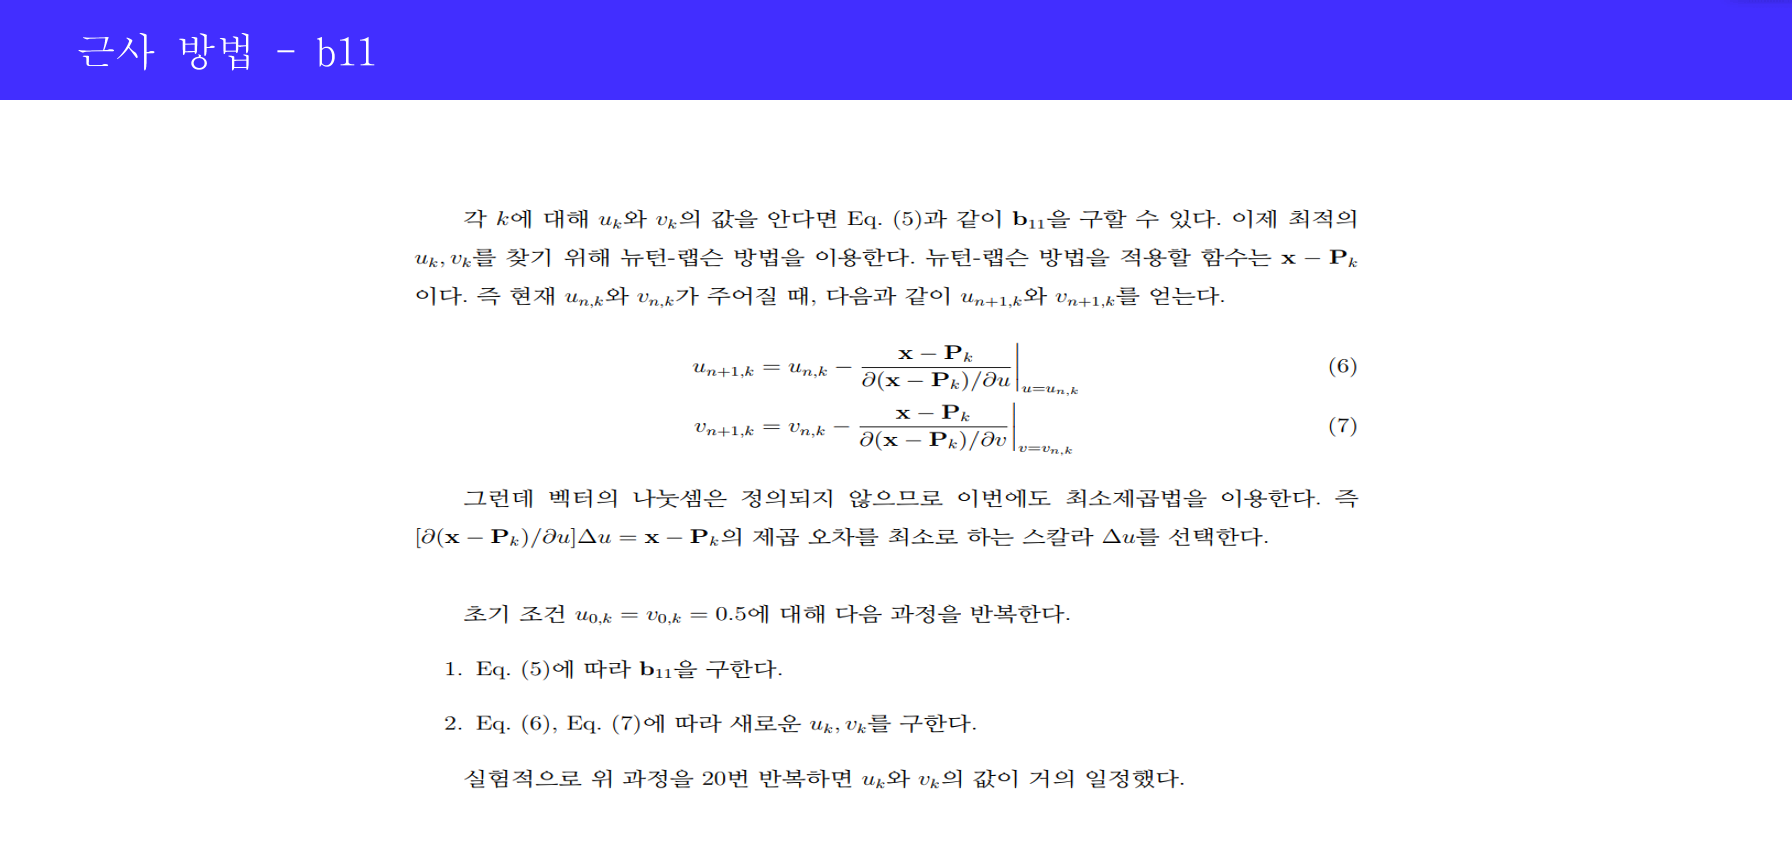 근사 방법 - b11
각 k에 대해 u_k와 v_k의 값을 안다면 Eq. (5)과 같이 b_11을 구할 수 있다. 이제 최적의
u_k, v_k를 찾기 위해 뉴턴-랩슨 방법을 이용한다. 뉴턴-랩슨 방법을 적용할 함수는 x − P_k
이다. 즉 현재 u_{n,k}와 v_{n,k}가 주어질 때, 다음과 같이 u_{n+1,k}와 v_{n+1,k}를 얻는다.
u_{n+1,k} = u_{n,k} − (x − P_k) / (∂(x − P_k)/∂u) |_{u=u_{n,k}} (6)
v_{n+1,k} = v_{n,k} − (x − P_k) / (∂(x − P_k)/∂v) |_{v=v_{n,k}} (7)
그런데 벡터의 나눗셈은 정의되지 않으므로 이번에도 최소제곱법을 이용한다. 즉
[∂(x − P_k)/∂u]Δu = x − P_k의 제곱 오차를 최소로 하는 스칼라 Δu를 선택한다.
초기 조건 u_{0,k} = v_{0,k} = 0.5에 대해 다음 과정을 반복한다.
1. Eq. (5)에 따라 b_11을 구한다.
2. Eq. (6), Eq. (7)에 따라 새로운 u_k, v_k를 구한다.
실험적으로 위 과정을 20번 반복하면 u_k와 v_k의 값이 거의 일정했다.